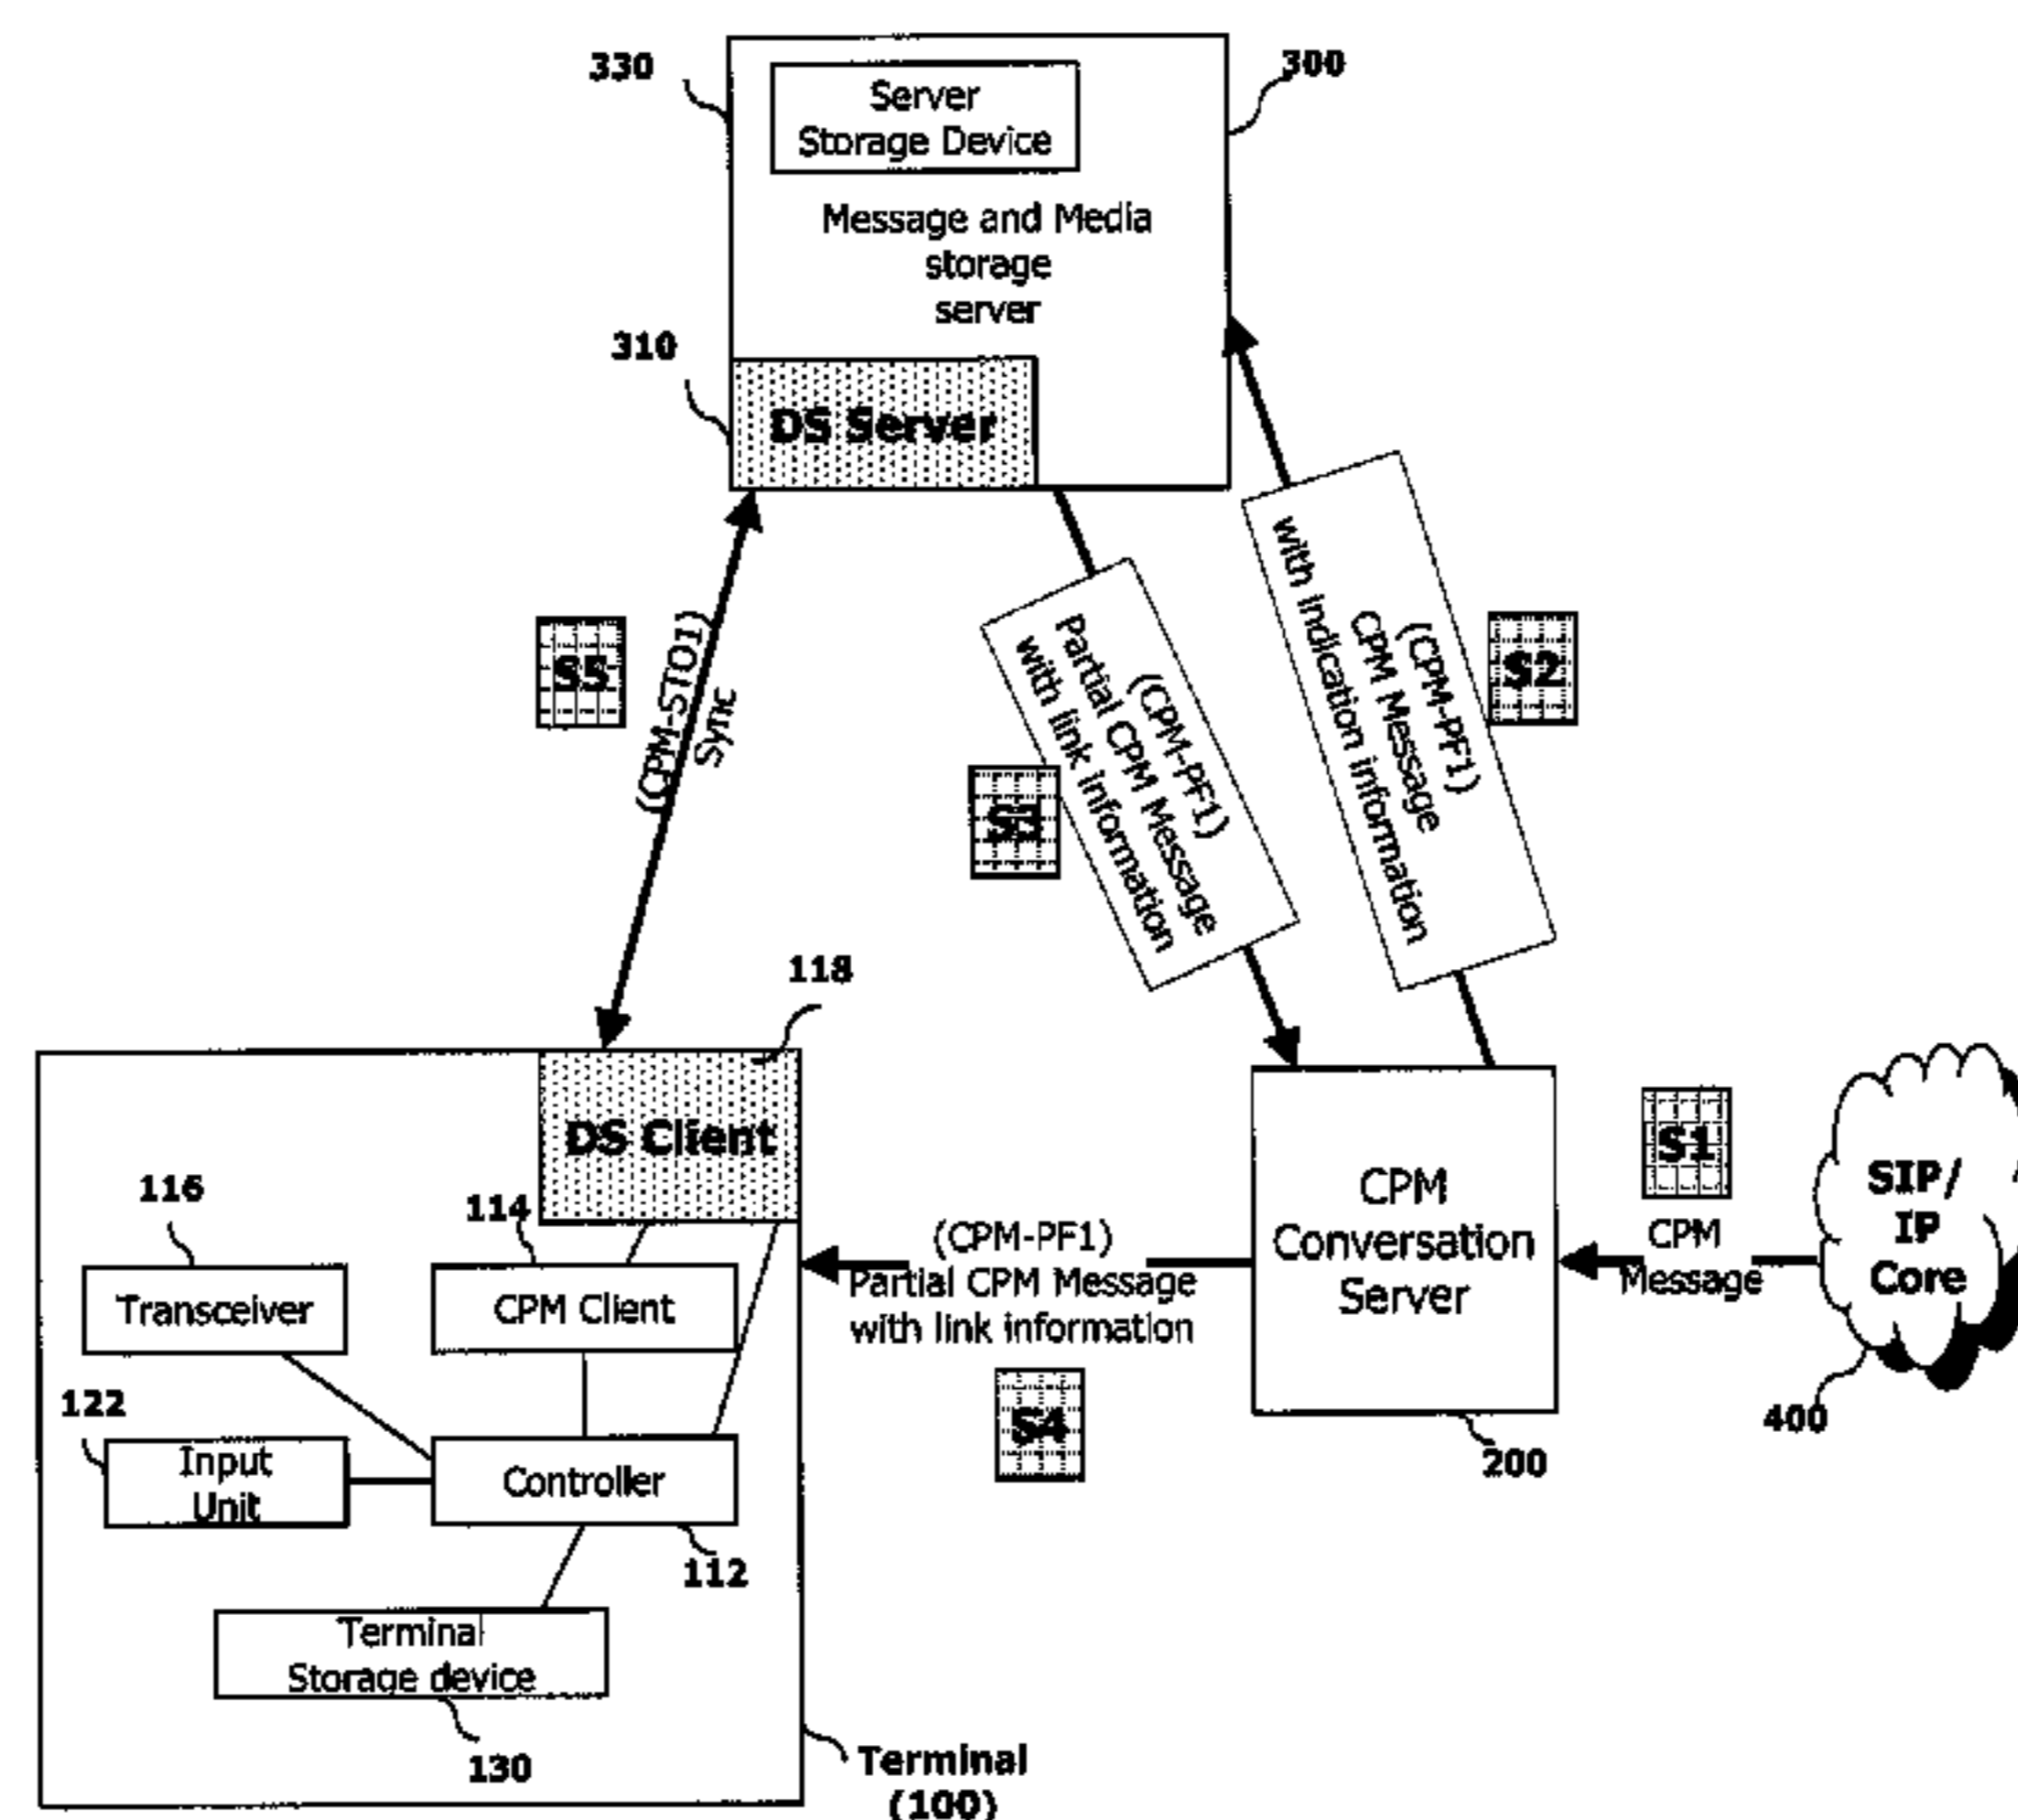 330
300
Server
Storage Device
Message and Media
storage
server
310
DS Server
S5
(CPM-STO1)
Sync
(CPM-PF1)
Partial CPM Message
with link information
S3
(CPM-PF1)
CPM Message
with indication information
S2
118
DS Client
116
114
Transceiver
CPM Client
122
Input
Unit
Controller
112
Terminal
Storage device
130
Terminal
(100)
(CPM-PF1)
Partial CPM Message
with link information
S4
CPM
Conversation
Server
200
S1
CPM
Message
SIP/
IP
Core
400